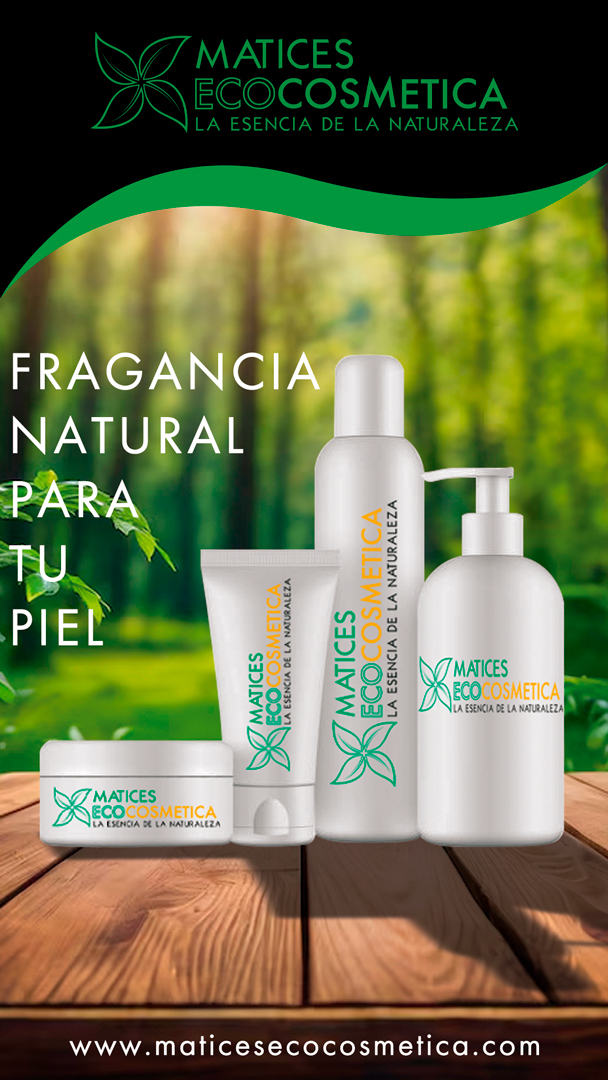 MATICES
ECOCOSMETICA
LA ESENCIA DE LA NATURALEZA
FRAGANCIA
NATURAL
PARA
TU
PIEL
MATICES
ECOCOSMETICA
LA ESENCIA DE LA NATURALEZA
MATICES
ECOCOSMETICA
LA ESENCIA DE LA NATURALEZA
MATICES
ECOCOSMETICA
LA ESENCIA DE LA NATURALEZA
MATICES
ECOCOSMETICA
LA ESENCIA DE LA NATURALEZA
www.maticesecocosmetica.com